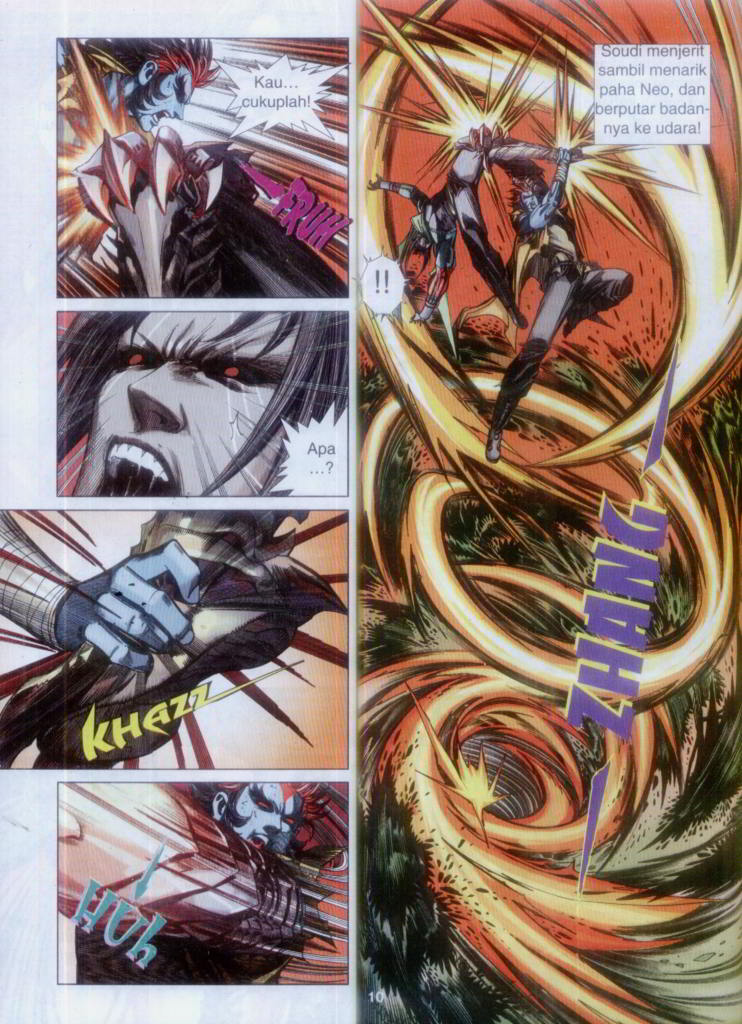 Kau...
cukuplah!
FRUH
Apa
...?
KHAZZ
HUH
Soudi menjerit
sambil menarik
paha Neo, dan
berputar badan-
nya ke udara!
!!
ZHANG
10